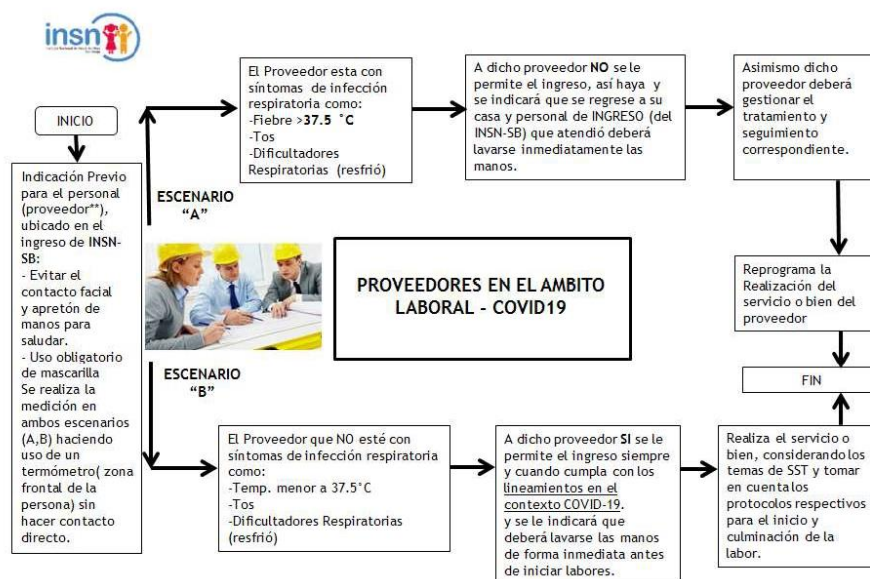 insn
INICIO
Indicación Previo
para el personal
(proveedor**),
ubicado en el
ingreso de INSN-
SB:
- Evitar el
contacto facial
y apretón de
manos para
saludar.
- Uso obligatorio
de mascarilla
Se realiza la
medición en
ambos escenarios
(A,B) haciendo
uso de un
termómetro( zona
frontal de la
persona) sin
hacer contacto
directo.
ESCENARIO
“A”
El Proveedor esta con
síntomas de infección
respiratoria como:
-Fiebre >37.5 °C
-Tos
-Dificultadores
Respiratorias (resfrió)
A dicho proveedor NO se le
permite el ingreso, así haya y
se indicará que se regrese a su
casa y personal de INGRESO (del
INSN-SB) que atendió deberá
lavarse inmediatamente las
manos.
Asimismo dicho
proveedor deberá
gestionar el
tratamiento y
seguimiento
correspondiente.
Reprograma la
Realización del
servicio o bien del
proveedor
PROVEEDORES EN EL AMBITO
LABORAL - COVID19
ESCENARIO
“B”
El Proveedor que NO esté con
síntomas de infección respiratoria
como:
-Temp. menor a 37.5°C
-Tos
-Dificultadores Respiratorias
(resfrió)
A dicho proveedor SI se le
permite el ingreso siempre
y cuando cumpla con los
lineamientos en el
contexto COVID-19.
y se le indicará que
deberá lavarse las manos
de forma inmediata antes
de iniciar labores.
Realiza el servicio o
bien, considerando los
temas de SST y tomar
en cuenta los
protocolos respectivos
para el inicio y
culminación de la
labor.
FIN